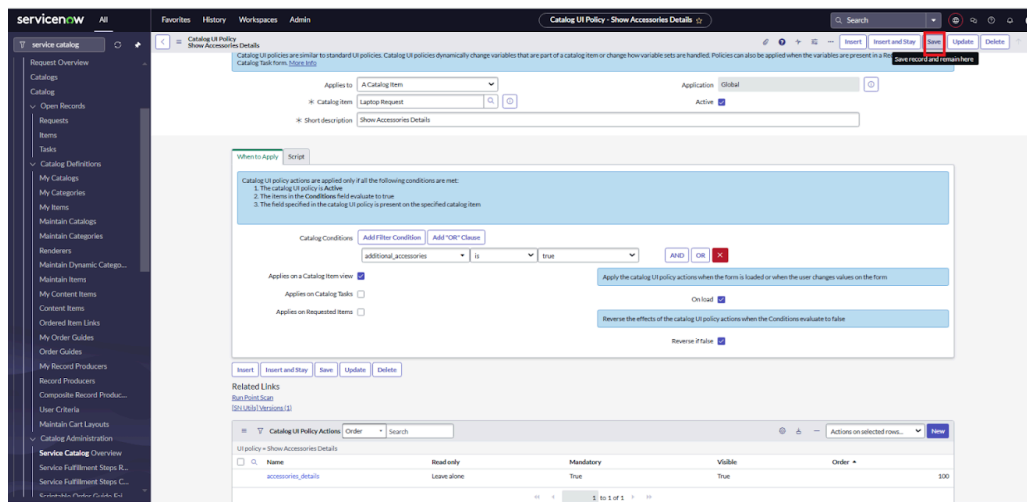 servicenow All Favorites History Workspaces Admin Catalog UI Policy - Show Accessories Details Search
service catalog
Catalog UI Policy
Show Accessories Details
Insert Insert and Stay Save Update Delete
Save record and remain here
Request Overview
Catalogs
Catalog
Open Records
Requests
Items
Tasks
Catalog Definitions
My Catalogs
My Categories
My Items
Maintain Catalogs
Maintain Categories
Renderers
Maintain Dynamic Catego...
Maintain Items
My Content Items
Content Items
Ordered Item Links
My Order Guides
Order Guides
My Record Producers
Record Producers
Composite Record Produc...
User Criteria
Maintain Cart Layouts
Catalog Administration
Service Catalog Overview
Service Fulfillment Steps R...
Service Fulfillment Steps C...
Scriptable Order Guide Fai...
Catalog UI policies are similar to standard UI policies. Catalog UI policies dynamically change variables that are part of a catalog item or change how variable sets are handled. Policies can also be applied when the variables are present in a
Catalog Task form. More Info
Applies to A Catalog Item
Application Global
Catalog item Laptop Request
Active
Short description Show Accessories Details
When to Apply Script
Catalog UI policy actions are applied only if all the following conditions are met:
1. The catalog UI policy is Active
2. The items in the Conditions field evaluate to true
3. The field specified in the catalog UI policy is present on the specified catalog item
Catalog Conditions Add Filter Condition Add "OR" Clause
additional_accessories is true AND OR
Applies on a Catalog Item view
Apply the catalog UI policy actions when the form is loaded or when the user changes values on the form
Applies on Catalog Tasks
On load
Applies on Requested Items
Reverse the effects of the catalog UI policy actions when the Conditions evaluate to false
Reverse if false
Insert Insert and Stay Save Update Delete
Related Links
Run Point Scan
[SN Utils] Versions (1)
Catalog UI Policy Actions Order Search Actions on selected rows... New
UI policy = Show Accessories Details
Name Read only Mandatory Visible Order
accessories_details Leave alone True True 100
1 to 1 of 1